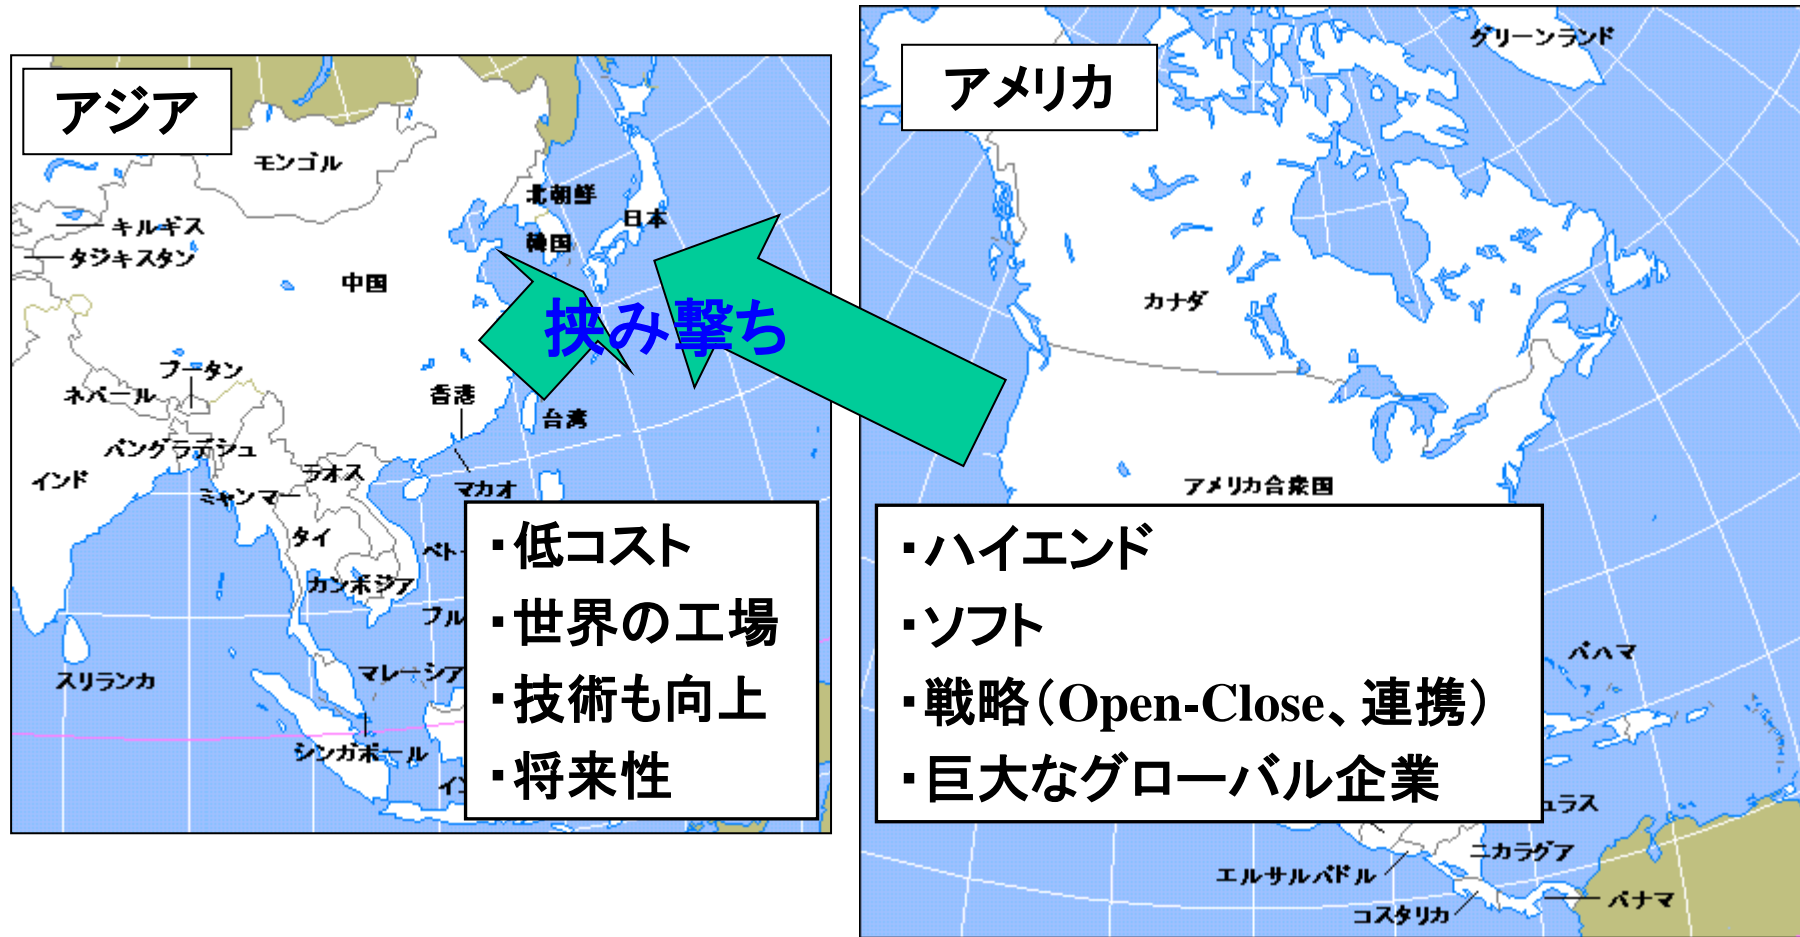 アジア
モンゴル
北朝鮮
日本
キルギス
韓国
タジキスタン
中国
挟み撃ち
ブータン
ネパール
香港
台湾
バングラデシュ
インド
ラオス
ミャンマー
マカオ
タイ
ベト
カンボジア
フ
スリランカ
マレーシア
シンガポール
イ
・低コスト
・世界の工場
・技術も向上
・将来性
アメリカ
グリーンランド
カナダ
アメリカ合衆国
・ハイエンド
・ソフト
・戦略(Open-Close、連携)
・巨大なグローバル企業
バハマ
ュラス
ニカラグア
エルサルバドル
コスタリカ
パナマ